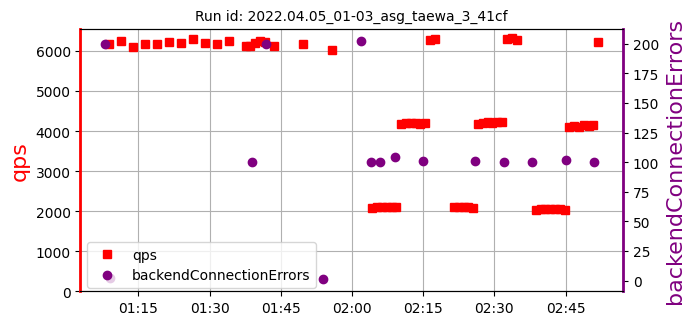 Run id: 2022.04.05_01-03_asg_taewa_3_41cf
qps
6000
5000
4000
3000
2000
1000
0
200
175
150
125
100
75
50
25
0
backendConnectionErrors
qps
backendConnectionErrors
01:15 01:30 01:45 02:00 02:15 02:30 02:45